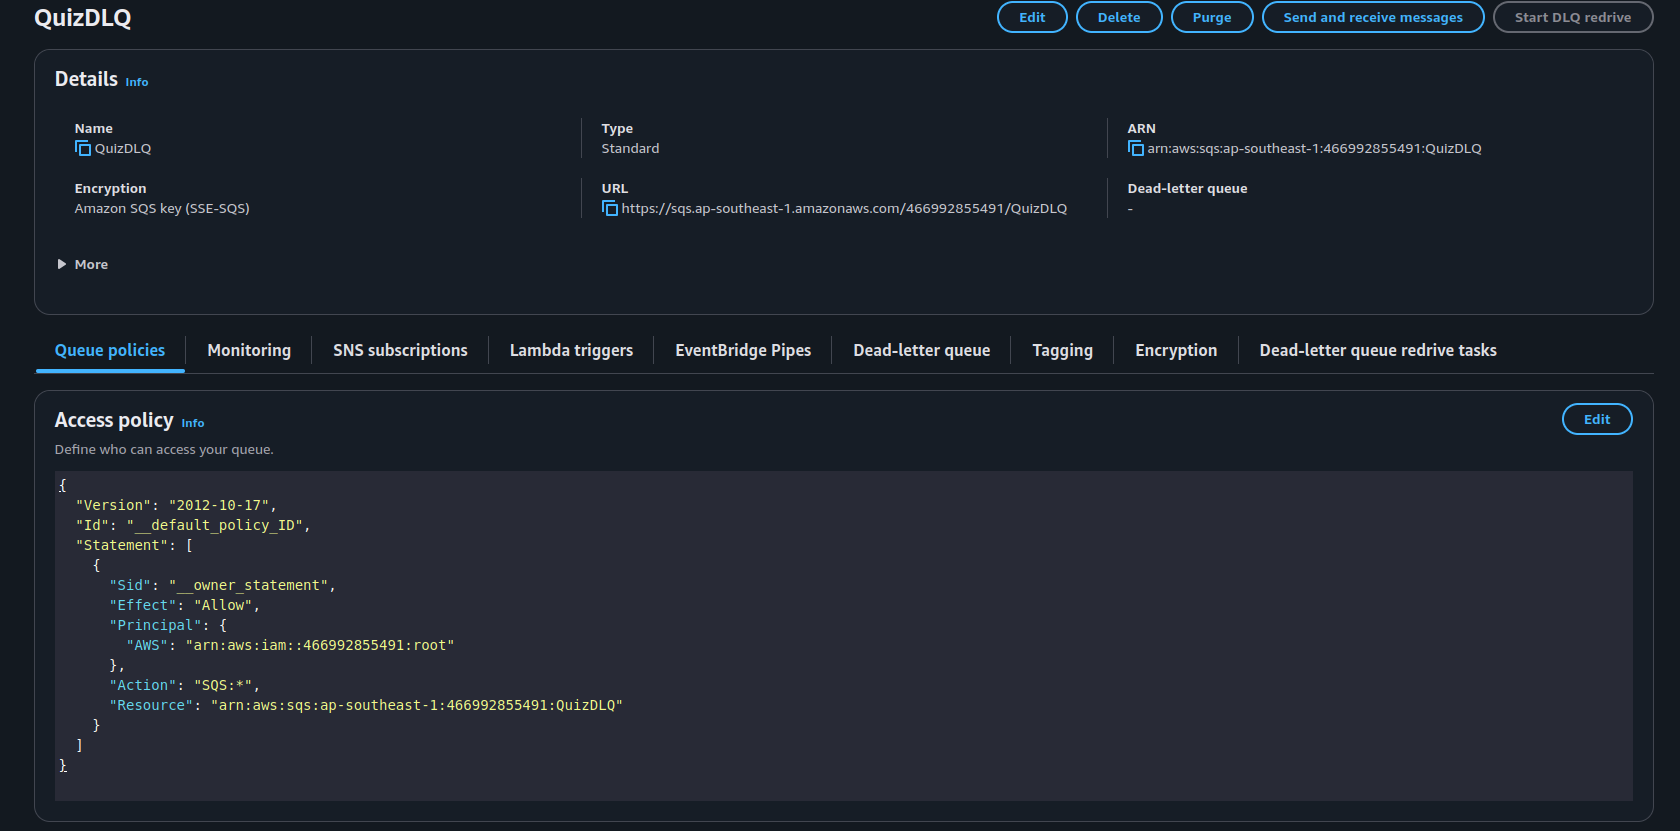 QuizDLQ
Edit
Delete
Purge
Send and receive messages
Start DLQ redrive
Details Info
Name
QuizDLQ
Type
Standard
ARN
arn:aws:sqs:ap-southeast-1:466992855491:QuizDLQ
Encryption
Amazon SQS key (SSE-SQS)
URL
https://sqs.ap-southeast-1.amazonaws.com/466992855491/QuizDLQ
Dead-letter queue
-
More
Queue policies
Monitoring
SNS subscriptions
Lambda triggers
EventBridge Pipes
Dead-letter queue
Tagging
Encryption
Dead-letter queue redrive tasks
Access policy Info
Edit
Define who can access your queue.
{
  "Version": "2012-10-17",
  "Id": "__default_policy_ID",
  "Statement": [
    {
      "Sid": "__owner_statement",
      "Effect": "Allow",
      "Principal": {
        "AWS": "arn:aws:iam::466992855491:root"
      },
      "Action": "SQS:*",
      "Resource": "arn:aws:sqs:ap-southeast-1:466992855491:QuizDLQ"
    }
  ]
}